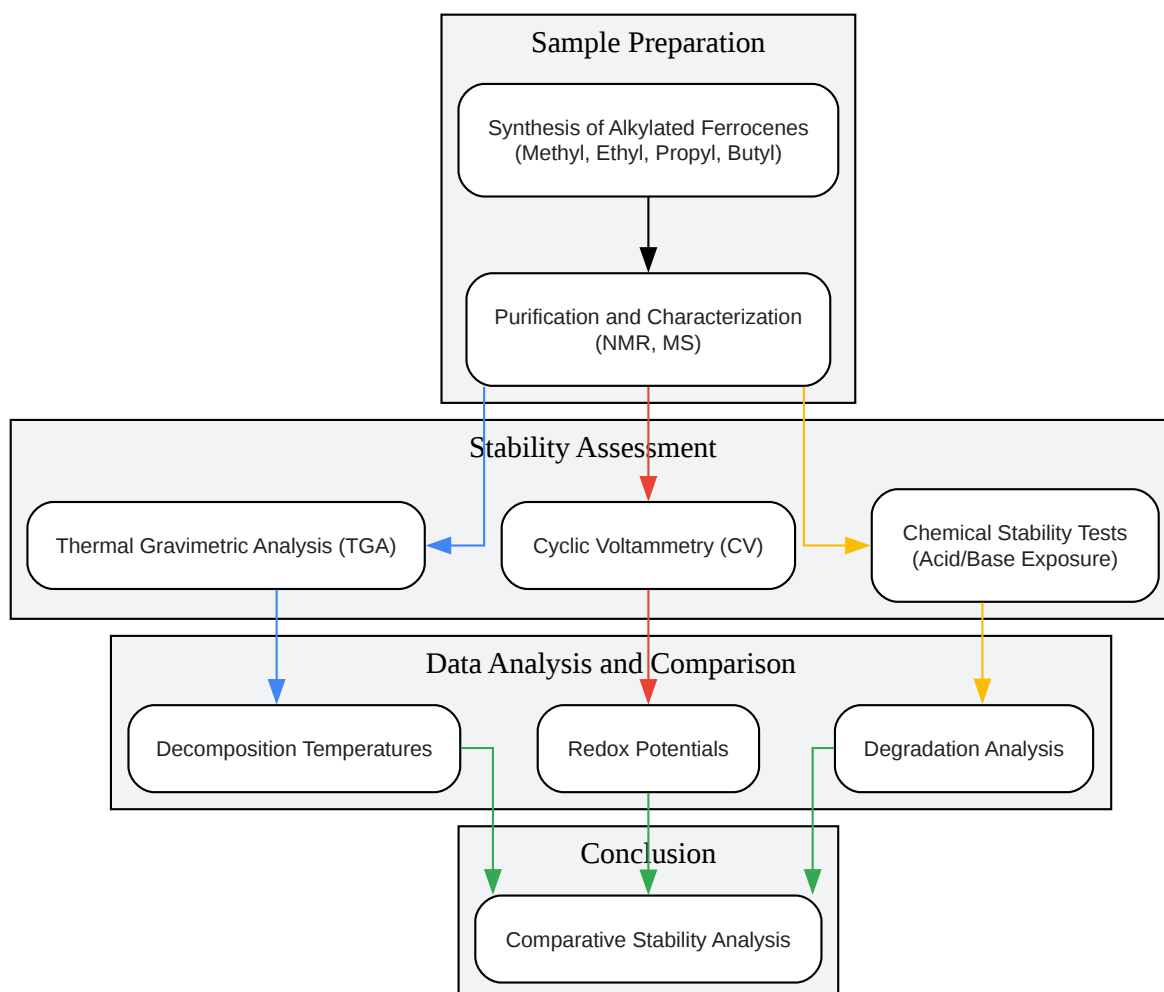 Sample Preparation
Synthesis of Alkylated Ferrocenes
(Methyl, Ethyl, Propyl, Butyl)
Purification and Characterization
(NMR, MS)
Stability Assessment
Thermal Gravimetric Analysis (TGA)
Cyclic Voltammetry (CV)
Chemical Stability Tests
(Acid/Base Exposure)
Data Analysis and Comparison
Decomposition Temperatures
Redox Potentials
Degradation Analysis
Conclusion
Comparative Stability Analysis